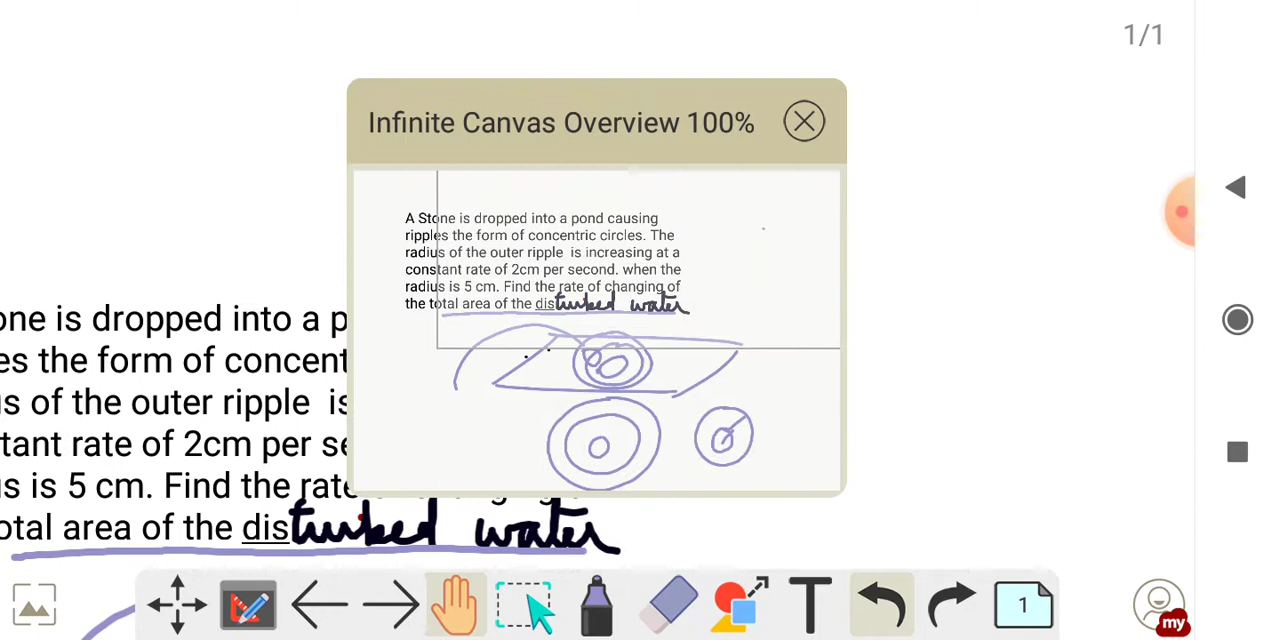 1/1
Infinite Canvas Overview 100%
A Stone is dropped into a pond causing
ripples the form of concentric circles. The
radius of the outer ripple is increasing at a
constant rate of 2cm per second. when the
radius is 5 cm. Find the rate of changing of
the total area of the disturbed water
one is dropped into a p
es the form of concent
us of the outer ripple is
tant rate of 2cm per se
us is 5 cm. Find the rate
otal area of the disturbed water
T
1
my